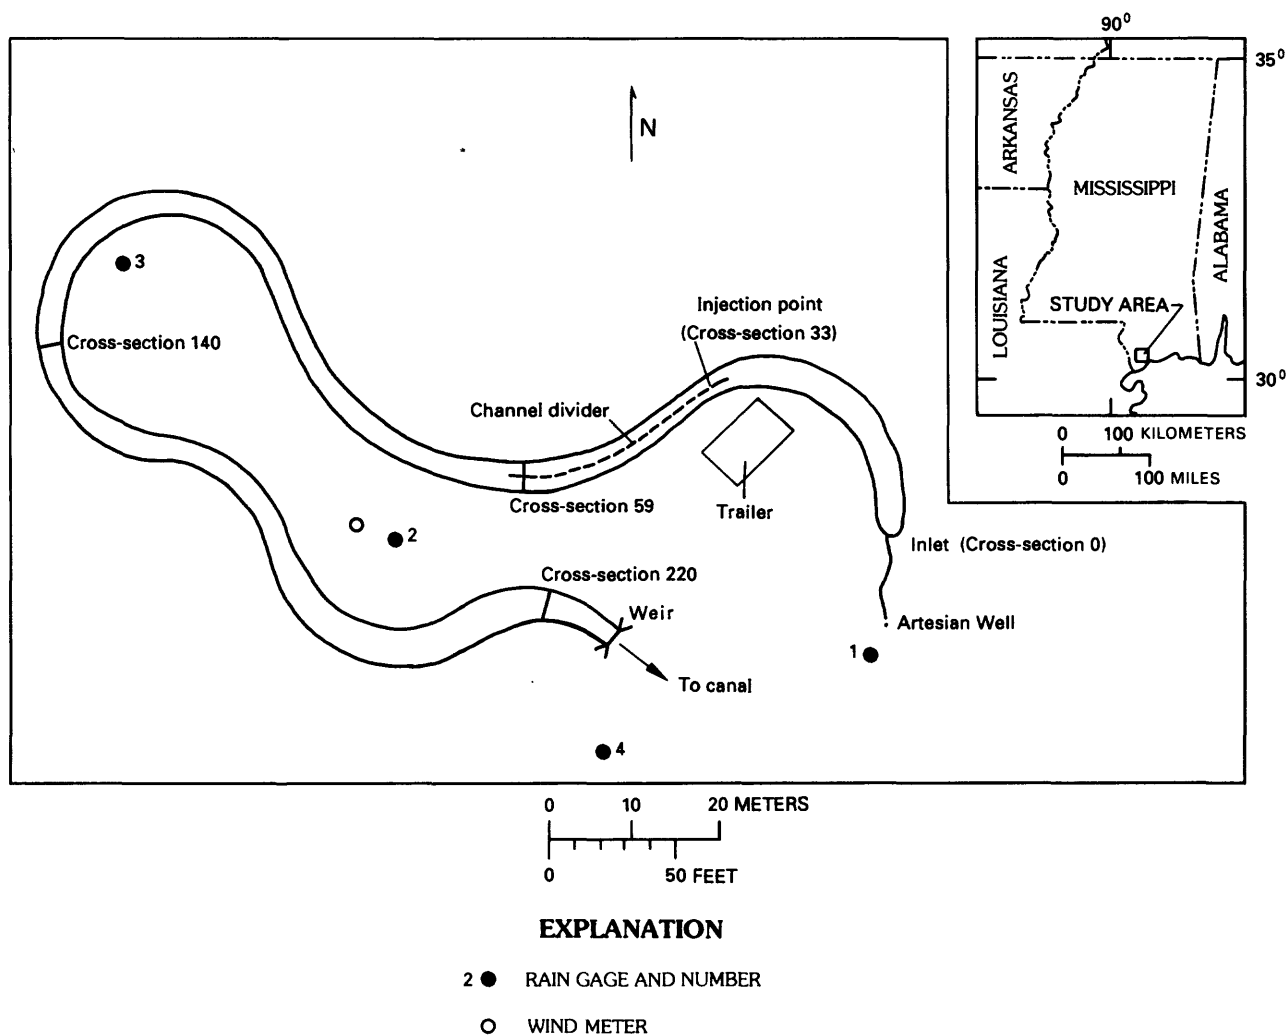 90°
35°
ARKANSAS
MISSISSIPPI
ALABAMA
LOUISIANA
STUDY AREA
30°
0 100 KILOMETERS
0 100 MILES
N
3
Cross-section 140
Injection point
(Cross-section 33)
Channel divider
Cross-section 59
Trailer
2
Inlet (Cross-section 0)
Cross-section 220
Weir
Artesian Well
1
To canal
4
0 10 20 METERS
0 50 FEET
EXPLANATION
2 RAIN GAGE AND NUMBER
WIND METER